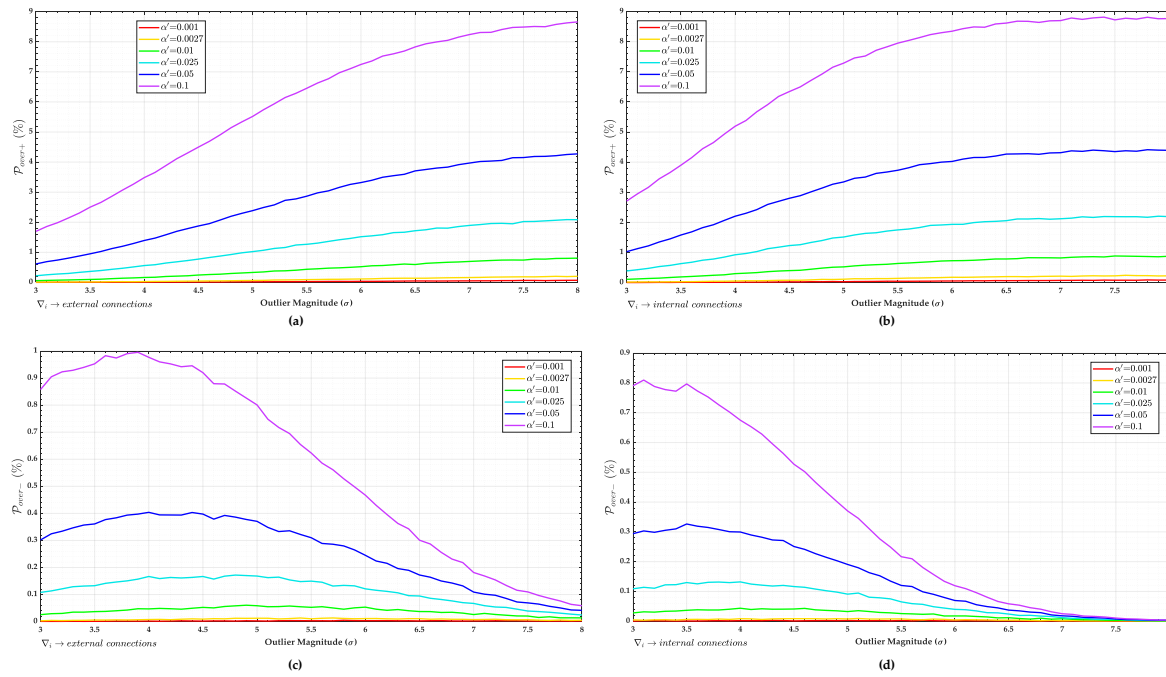 9
8
7
6
5
4
3
2
1
0
𝒫over+ (%)
α′=0.001
α′=0.0027
α′=0.01
α′=0.025
α′=0.05
α′=0.1
3 3.5 4 4.5 5 5.5 6 6.5 7 7.5 8
∇i → external connections
Outlier Magnitude (σ)
(a)
9
8
7
6
5
4
3
2
1
0
𝒫over+ (%)
α′=0.001
α′=0.0027
α′=0.01
α′=0.025
α′=0.05
α′=0.1
3 3.5 4 4.5 5 5.5 6 6.5 7 7.5
∇i → internal connections
Outlier Magnitude (σ)
(b)
1
0.9
0.8
0.7
0.6
0.5
0.4
0.3
0.2
0.1
0
𝒫over− (%)
α′=0.001
α′=0.0027
α′=0.01
α′=0.025
α′=0.05
α′=0.1
3 3.5 4 4.5 5 5.5 6 6.5 7 7.5 8
∇i → external connections
Outlier Magnitude (σ)
(c)
0.9
0.8
0.7
0.6
0.5
0.4
0.3
0.2
0.1
0
𝒫over− (%)
α′=0.001
α′=0.0027
α′=0.01
α′=0.025
α′=0.05
α′=0.1
3 3.5 4 4.5 5 5.5 6 6.5 7 7.5
∇i → internal connections
Outlier Magnitude (σ)
(d)